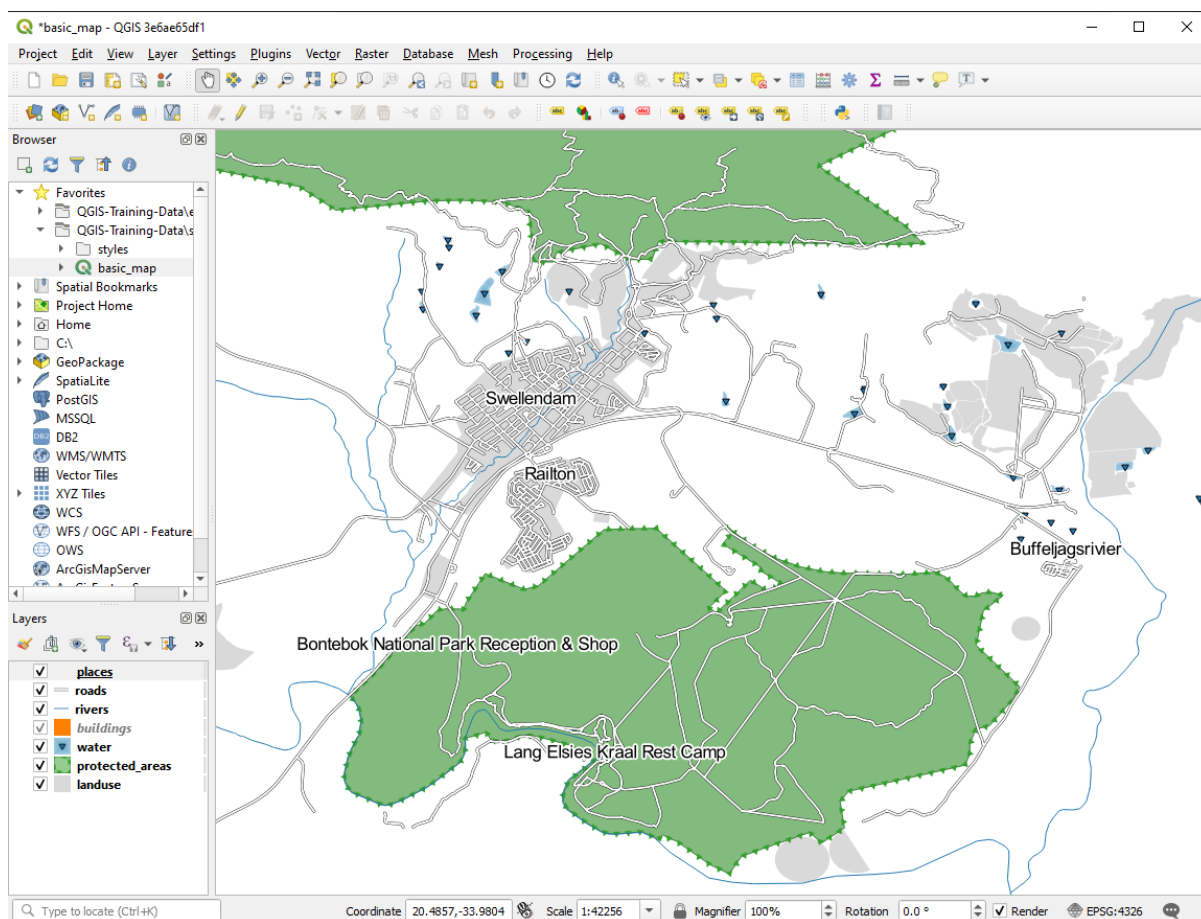 *basic_map - QGIS 3e6ae65df1
Project Edit View Layer Settings Plugins Vector Raster Database Mesh Processing Help
Browser
Favorites
QGIS-Training-Data\e
QGIS-Training-Data\s
styles
basic_map
Spatial Bookmarks
Project Home
Home
C:\
GeoPackage
SpatiaLite
PostGIS
MSSQL
DB2
WMS/WMTS
Vector Tiles
XYZ Tiles
WCS
WFS / OGC API - Feature
OWS
ArcGisMapServer
Layers
places
roads
rivers
buildings
water
protected_areas
landuse
Swellendam
Railton
Buffeljagsrivier
Bontebok National Park Reception & Shop
Lang Elsies Kraal Rest Camp
Type to locate (Ctrl+K) Coordinate 20.4857,-33.9804 Scale 1:42256 Magnifier 100% Rotation 0.0 ° Render EPSG:4326